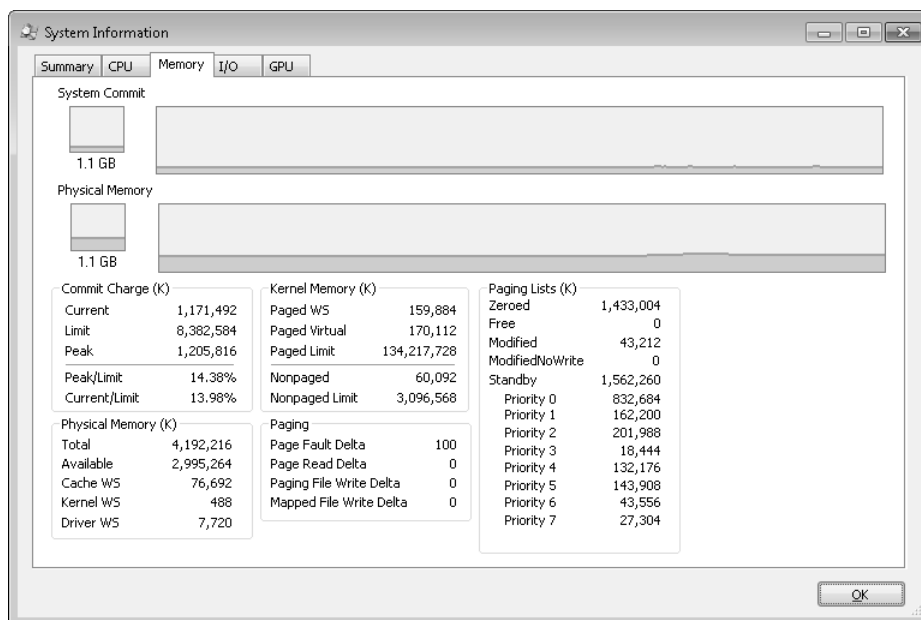 System Information
Summary CPU Memory I/O GPU
System Commit
1.1 GB
Physical Memory
1.1 GB
Commit Charge (K)
Current 1,171,492
Limit 8,382,584
Peak 1,205,816
Peak/Limit 14.38%
Current/Limit 13.98%
Physical Memory (K)
Total 4,192,216
Available 2,995,264
Cache WS 76,692
Kernel WS 488
Driver WS 7,720
Kernel Memory (K)
Paged WS 159,884
Paged Virtual 170,112
Paged Limit 134,217,728
Nonpaged 60,092
Nonpaged Limit 3,096,568
Paging
Page Fault Delta 100
Page Read Delta 0
Paging File Write Delta 0
Mapped File Write Delta 0
Paging Lists (K)
Zeroed 1,433,004
Free 0
Modified 43,212
ModifiedNoWrite 0
Standby 1,562,260
Priority 0 832,684
Priority 1 162,200
Priority 2 201,988
Priority 3 18,444
Priority 4 132,176
Priority 5 143,908
Priority 6 43,556
Priority 7 27,304
OK